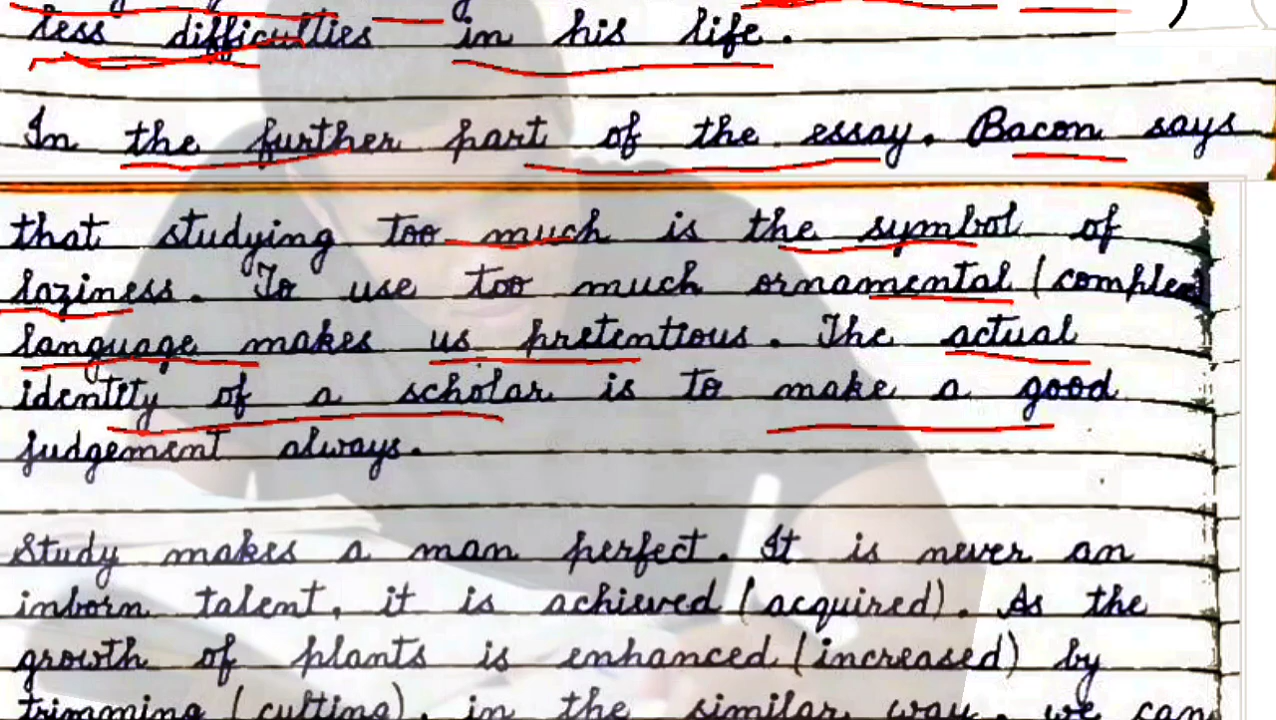 less difficulties in his life.
In the further part of the essay. Bacon says
that studying too much is the symbol of
laziness. To use too much ornamental (complex
language makes us pretentious. The actual
identity of a scholar is to make a good
judgement always.
Study makes a man perfect. It is never an
inborn talent, it is achieved (acquired). As the
growth of plants is enhanced (increased) by
trimming (cutting), in the similar way, we can